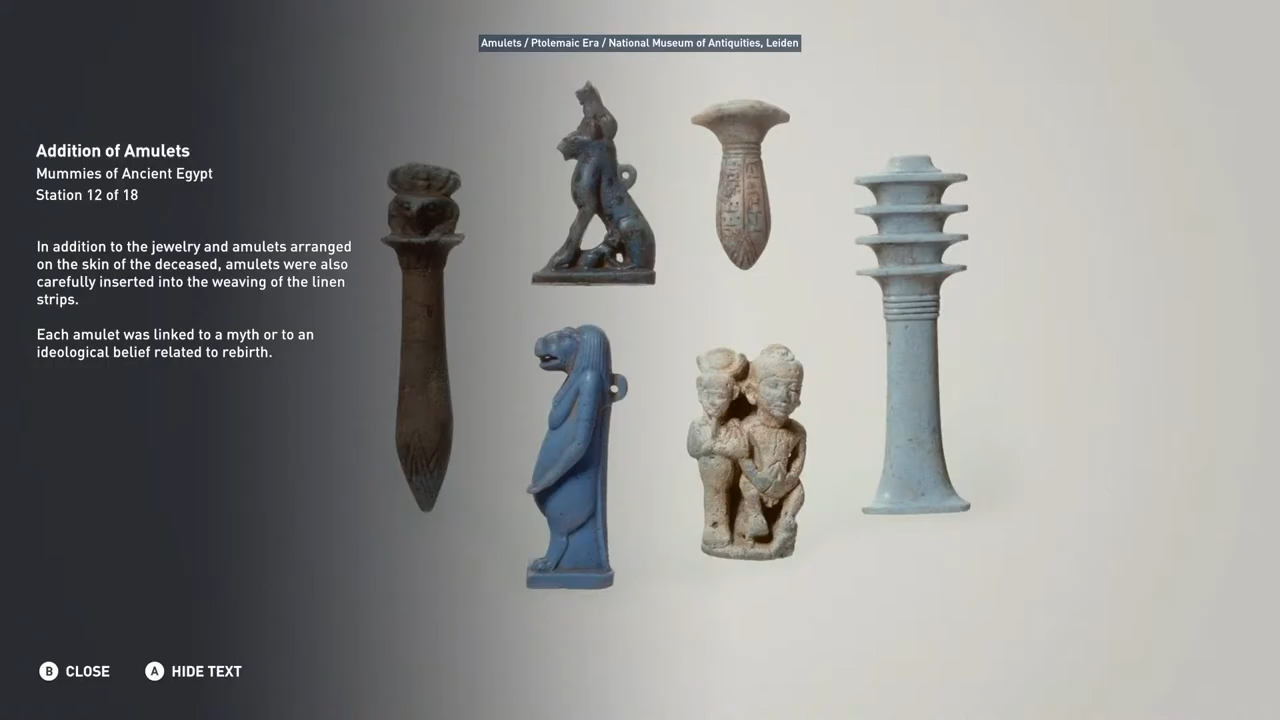 Amulets / Ptolemaic Era / National Museum of Antiquities, Leiden
Addition of Amulets
Mummies of Ancient Egypt
Station 12 of 18
In addition to the jewelry and amulets arranged
on the skin of the deceased, amulets were also
carefully inserted into the weaving of the linen
strips.
Each amulet was linked to a myth or to an
ideological belief related to rebirth.
B CLOSE
A HIDE TEXT